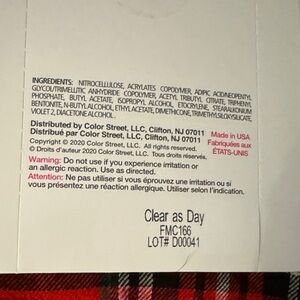 INGREDIENTS: NITROCELLULOSE, ACRYLATES COPOLYMER, ADIPIC ACID/NEOPENTYL
GLYCOL/TRIMELLITIC ANHYDRIDE COPOLYMER, ACETYL TRIBUTYL CITRATE, TRIPHENYL
PHOSPHATE, BUTYL ACETATE, ISOPROPYL ALCOHOL, ETOCRYLENE, STEARALKONIUM
BENTONITE, N-BUTYL ALCOHOL, ETHYL ACETATE, DIMETHICONE, TRIMETHYLSILOXYSILICATE,
VIOLET 2, DIACETONE ALCOHOL.
Distributed by Color Street, LLC, Clifton, NJ 07011
Distribué par Color Street, LLC, Clifton, NJ 07011
Made in USA
Fabriquées aux
ÉTATS-UNIS
Copyright © 2020 Color Street, LLC. All rights reserved.
© Droits d'auteur 2020 Color Street, LLC. Tous droits réservés.
Warning: Do not use if you experience irritation or
an allergic reaction. Use as directed.
Attention: Ne pas utiliser si vous éprouvez une irritation ou si
vous présentez une réaction allergique. Utiliser selon l'indication.
Clear as Day
FMC166
LOT# D00041